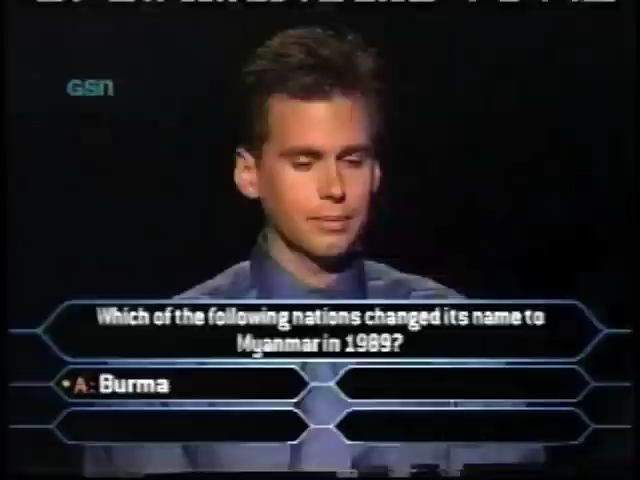 GSN
Which of the following nations changed its name to
Myanmar in 1989?
A: Burma